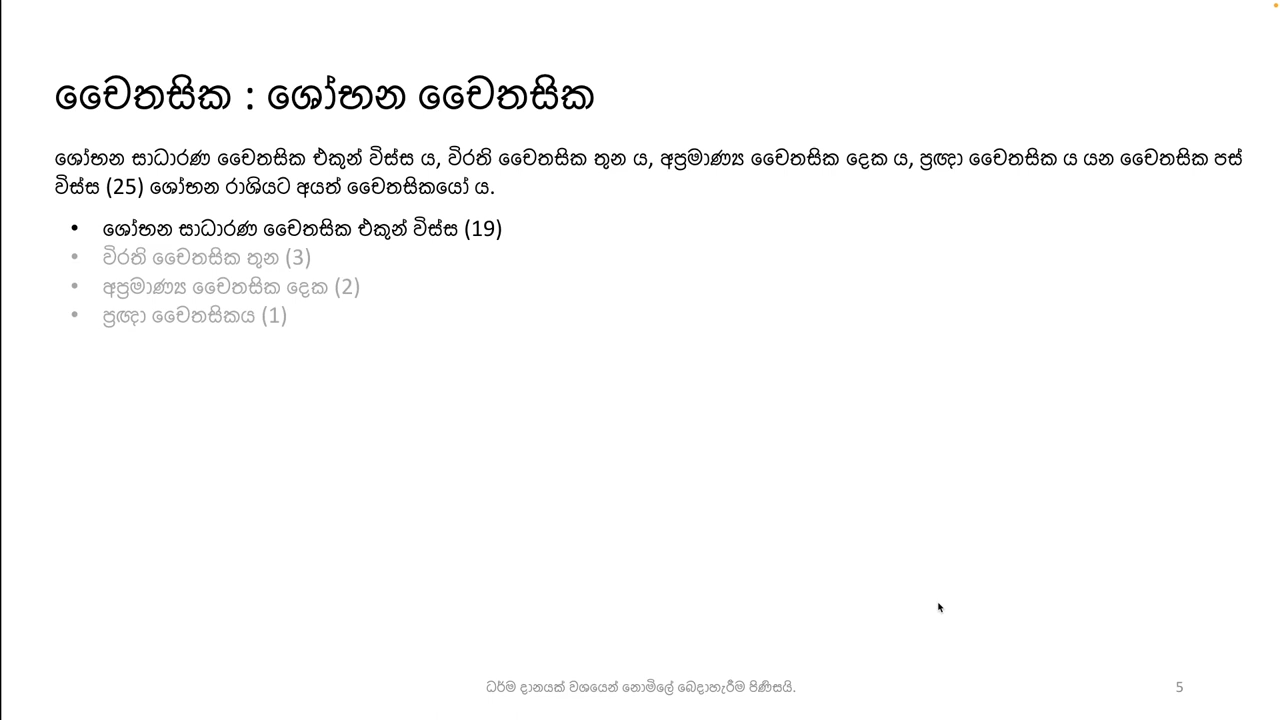 චෛතසික : ශෝභන චෛතසික
ශෝභන සාධාරණ චෛතසික එකුන් විස්ස ය, විරති චෛතසික තුන ය, අප්‍රමාණ්‍ය චෛතසික දෙක ය, ප්‍රඥා චෛතසික ය යන චෛතසික පස්
විස්ස (25) ශෝභන රාශියට අයත් චෛතසිකයෝ ය.
• ශෝභන සාධාරණ චෛතසික එකුන් විස්ස (19)
• විරති චෛතසික තුන (3)
• අප්‍රමාණ්‍ය චෛතසික දෙක (2)
• ප්‍රඥා චෛතසිකය (1)
ධර්ම දානයක් වශයෙන් නොමිලේ බෙදාහැරීම පිණිසයි.
5